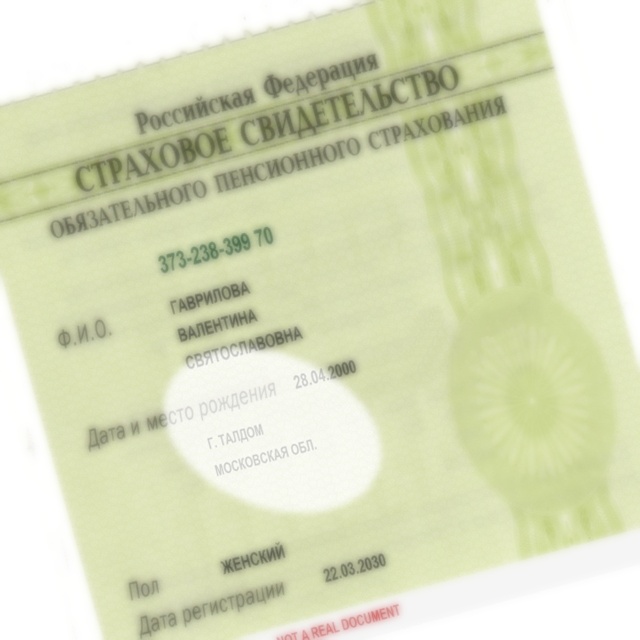 Российская Федерация
СТРАХОВОЕ СВИДЕТЕЛЬСТВО
ОБЯЗАТЕЛЬНОГО ПЕНСИОННОГО СТРАХОВАНИЯ
373-238-399 70
Ф.И.О. ГАВРИЛОВА
ВАЛЕНТИНА
СВЯТОСЛАВОВНА
Дата и место рождения 28.04.2000
Г. ТАЛДОМ
МОСКОВСКАЯ ОБЛ.
Пол ЖЕНСКИЙ
Дата регистрации 22.03.2030
NOT A REAL DOCUMENT